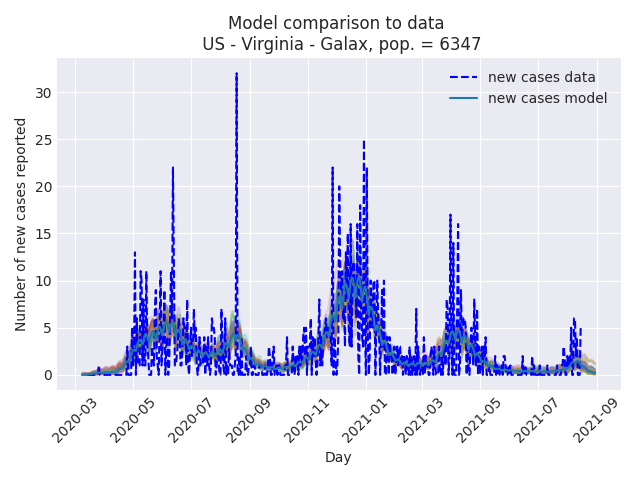 Model comparison to data
US - Virginia - Galax, pop. = 6347
new cases data
new cases model
Number of new cases reported
30
25
20
15
10
5
0
2020-03
2020-05
2020-07
2020-09
2020-11
2021-01
2021-03
2021-05
2021-07
2021-09
Day